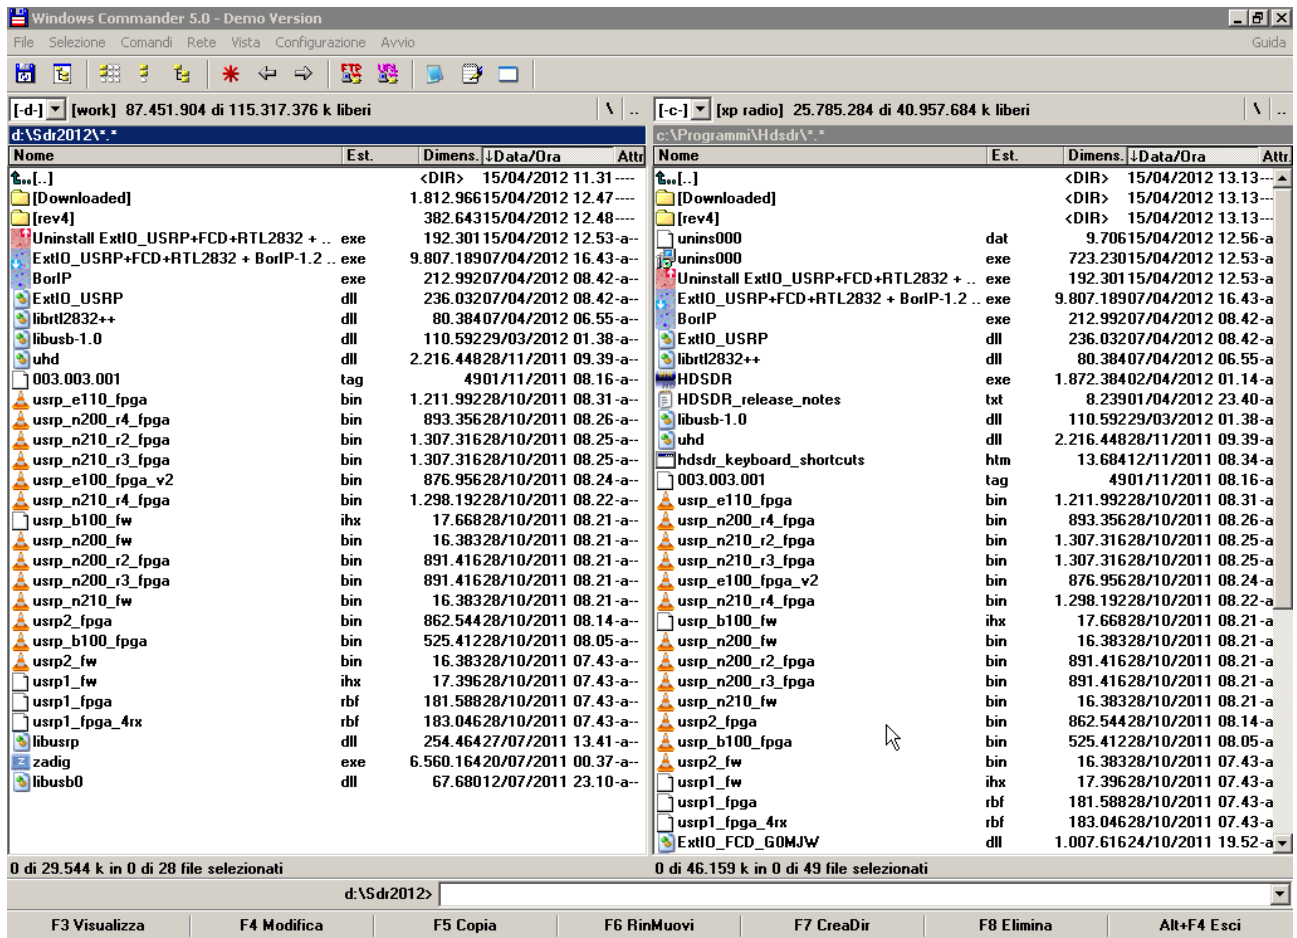 Windows Commander 5.0 - Demo Version
File Selezione Comandi Rete Vista Configurazione Avvio Guida
[-d-] [work] 87.451.904 di 115.317.376 k liberi \ ..
d:\Sdr2012\*.*
Nome Est. Dimens. ↓Data/Ora Attr
[..] <DIR> 15/04/2012 11.31 ----
[Downloaded] 1.812.966 15/04/2012 12.47 ----
[rev4] 382.643 15/04/2012 12.48 ----
Uninstall ExtIO_USRP+FCD+RTL2832 + .. exe 192.301 15/04/2012 12.53 -a--
ExtIO_USRP+FCD+RTL2832 + BorIP-1.2 .. exe 9.807.189 07/04/2012 16.43 -a--
BorIP exe 212.992 07/04/2012 08.42 -a--
ExtIO_USRP dll 236.032 07/04/2012 08.42 -a--
librtl2832++ dll 80.384 07/04/2012 06.55 -a--
libusb-1.0 dll 110.592 29/03/2012 01.38 -a--
uhd dll 2.216.448 28/11/2011 09.39 -a--
003.003.001 tag 49 01/11/2011 08.16 -a--
usrp_e110_fpga bin 1.211.992 28/10/2011 08.31 -a--
usrp_n200_r4_fpga bin 893.356 28/10/2011 08.26 -a--
usrp_n210_r2_fpga bin 1.307.316 28/10/2011 08.25 -a--
usrp_n210_r3_fpga bin 1.307.316 28/10/2011 08.25 -a--
usrp_e100_fpga_v2 bin 876.956 28/10/2011 08.24 -a--
usrp_n210_r4_fpga bin 1.298.192 28/10/2011 08.22 -a--
usrp_b100_fw ihx 17.668 28/10/2011 08.21 -a--
usrp_n200_fw bin 16.383 28/10/2011 08.21 -a--
usrp_n200_r2_fpga bin 891.416 28/10/2011 08.21 -a--
usrp_n200_r3_fpga bin 891.416 28/10/2011 08.21 -a--
usrp_n210_fw bin 16.383 28/10/2011 08.21 -a--
usrp2_fpga bin 862.544 28/10/2011 08.14 -a--
usrp_b100_fpga bin 525.412 28/10/2011 08.05 -a--
usrp2_fw bin 16.383 28/10/2011 07.43 -a--
usrp1_fw ihx 17.396 28/10/2011 07.43 -a--
usrp1_fpga rbf 181.588 28/10/2011 07.43 -a--
usrp1_fpga_4rx rbf 183.046 28/10/2011 07.43 -a--
libusrp dll 254.464 27/07/2011 13.41 -a--
zadig exe 6.560.164 20/07/2011 00.37 -a--
libusb0 dll 67.680 12/07/2011 23.10 -a--
0 di 29.544 k in 0 di 28 file selezionati
[-c-] [xp radio] 25.785.284 di 40.957.684 k liberi \ ..
c:\Programmi\Hdsdr\*.*
Nome Est. Dimens. ↓Data/Ora Attr.
[..] <DIR> 15/04/2012 13.13 ---
[Downloaded] <DIR> 15/04/2012 13.13 ---
[rev4] <DIR> 15/04/2012 13.13 ---
unins000 dat 9.706 15/04/2012 12.56 -a
unins000 exe 723.230 15/04/2012 12.53 -a
Uninstall ExtIO_USRP+FCD+RTL2832 + .. exe 192.301 15/04/2012 12.53 -a
ExtIO_USRP+FCD+RTL2832 + BorIP-1.2 .. exe 9.807.189 07/04/2012 16.43 -a
BorIP exe 212.992 07/04/2012 08.42 -a
ExtIO_USRP dll 236.032 07/04/2012 08.42 -a
librtl2832++ dll 80.384 07/04/2012 06.55 -a
HDSDR exe 1.872.384 02/04/2012 01.14 -a
HDSDR_release_notes txt 8.239 01/04/2012 23.40 -a
libusb-1.0 dll 110.592 29/03/2012 01.38 -a
uhd dll 2.216.448 28/11/2011 09.39 -a
hdsdr_keyboard_shortcuts htm 13.684 12/11/2011 08.34 -a
003.003.001 tag 49 01/11/2011 08.16 -a
usrp_e110_fpga bin 1.211.992 28/10/2011 08.31 -a
usrp_n200_r4_fpga bin 893.356 28/10/2011 08.26 -a
usrp_n210_r2_fpga bin 1.307.316 28/10/2011 08.25 -a
usrp_n210_r3_fpga bin 1.307.316 28/10/2011 08.25 -a
usrp_e100_fpga_v2 bin 876.956 28/10/2011 08.24 -a
usrp_n210_r4_fpga bin 1.298.192 28/10/2011 08.22 -a
usrp_b100_fw ihx 17.668 28/10/2011 08.21 -a
usrp_n200_fw bin 16.383 28/10/2011 08.21 -a
usrp_n200_r2_fpga bin 891.416 28/10/2011 08.21 -a
usrp_n200_r3_fpga bin 891.416 28/10/2011 08.21 -a
usrp_n210_fw bin 16.383 28/10/2011 08.21 -a
usrp2_fpga bin 862.544 28/10/2011 08.14 -a
usrp_b100_fpga bin 525.412 28/10/2011 08.05 -a
usrp2_fw bin 16.383 28/10/2011 07.43 -a
usrp1_fw ihx 17.396 28/10/2011 07.43 -a
usrp1_fpga rbf 181.588 28/10/2011 07.43 -a
usrp1_fpga_4rx rbf 183.046 28/10/2011 07.43 -a
ExtIO_FCD_G0MJW dll 1.007.616 24/10/2011 19.52 -a
0 di 46.159 k in 0 di 49 file selezionati
d:\Sdr2012>
F3 Visualizza F4 Modifica F5 Copia F6 RinMuovi F7 CreaDir F8 Elimina Alt+F4 Esci